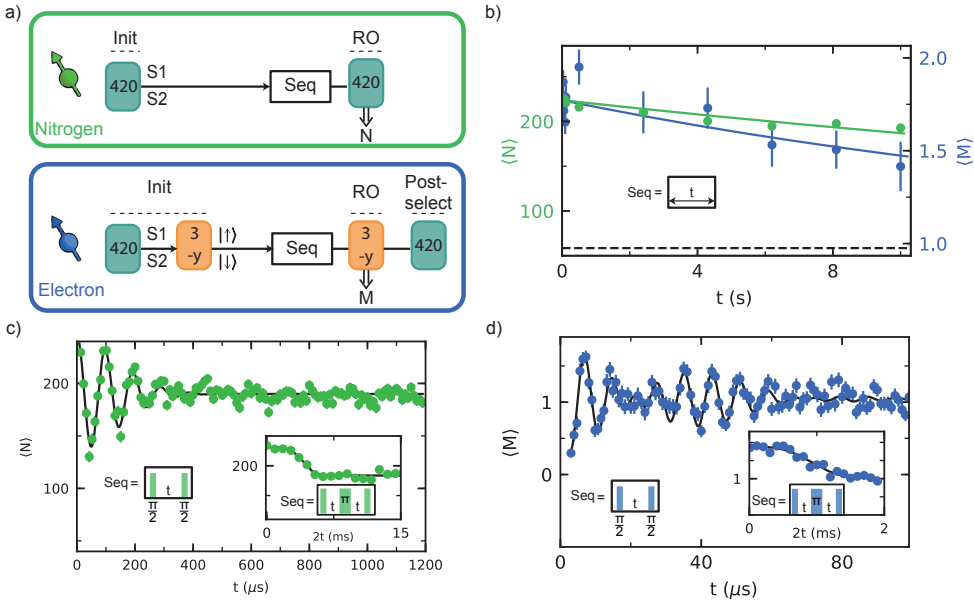 a)
Init
RO
420
S1
S2
Seq
420
N
Nitrogen
Init
RO
Post-
select
420
S1
S2
3
-y
|↑⟩
|↓⟩
Seq
3
-y
420
M
Electron
b)
⟨N⟩
200
100
2.0
1.5
1.0
⟨M⟩
Seq =
t
0
4
8
t (s)
c)
⟨N⟩
200
100
Seq =
t
π/2
π/2
200
Seq =
t
π
t
0
15
2t (ms)
0
200
400
600
800
1000
1200
t (μs)
d)
⟨M⟩
1
0
Seq =
t
π/2
π/2
1
Seq =
t
π
t
0
2
2t (ms)
0
20
40
60
80
t (μs)